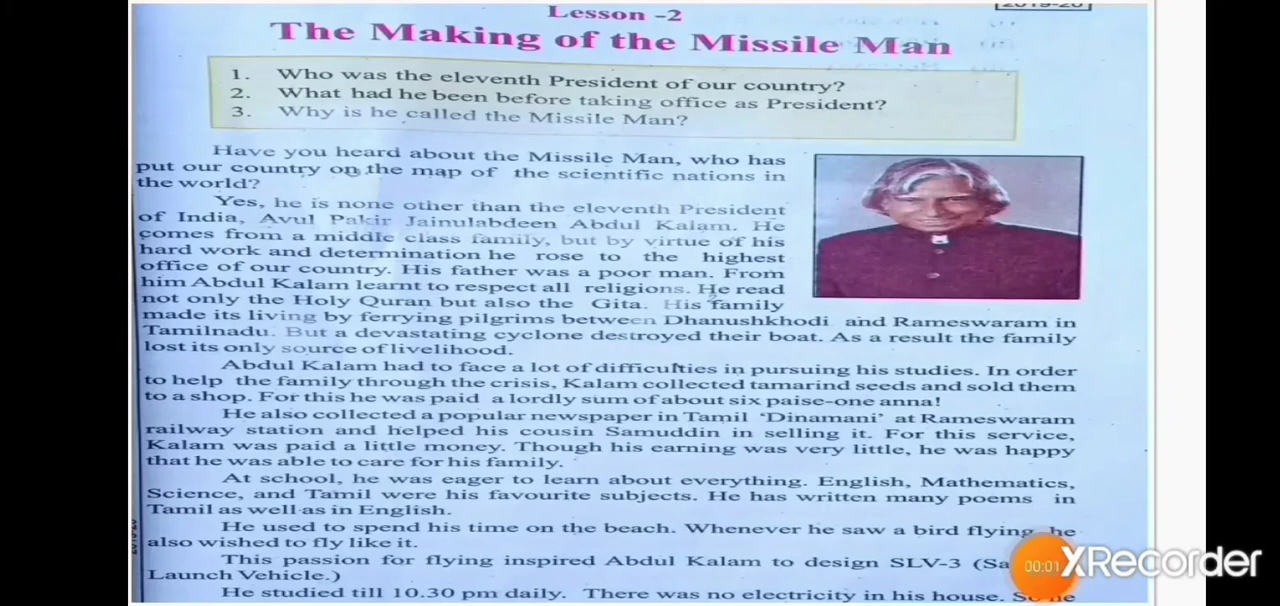 2019-20
Lesson -2
The Making of the Missile Man
1. Who was the eleventh President of our country?
2. What had he been before taking office as President?
3. Why is he called the Missile Man?
Have you heard about the Missile Man, who has
put our country on the map of the scientific nations in
the world?
Yes, he is none other than the eleventh President
of India, Avul Pakir Jainulabdeen Abdul Kalam. He
comes from a middle class family, but by virtue of his
hard work and determination he rose to the highest
office of our country. His father was a poor man. From
him Abdul Kalam learnt to respect all religions. He read
not only the Holy Quran but also the Gita. His family
made its living by ferrying pilgrims between Dhanushkhodi and Rameswaram in
Tamilnadu. But a devastating cyclone destroyed their boat. As a result the family
lost its only source of livelihood.
Abdul Kalam had to face a lot of difficulties in pursuing his studies. In order
to help the family through the crisis, Kalam collected tamarind seeds and sold them
to a shop. For this he was paid a lordly sum of about six paise-one anna!
He also collected a popular newspaper in Tamil 'Dinamani' at Rameswaram
railway station and helped his cousin Samuddin in selling it. For this service,
Kalam was paid a little money. Though his earning was very little, he was happy
that he was able to care for his family.
At school, he was eager to learn about everything. English, Mathematics,
Science, and Tamil were his favourite subjects. He has written many poems in
Tamil as well as in English.
He used to spend his time on the beach. Whenever he saw a bird flying, he
also wished to fly like it.
This passion for flying inspired Abdul Kalam to design SLV-3 (Sa
Launch Vehicle.)
He studied till 10.30 pm daily. There was no electricity in his house. So he
00:01 XRecorder